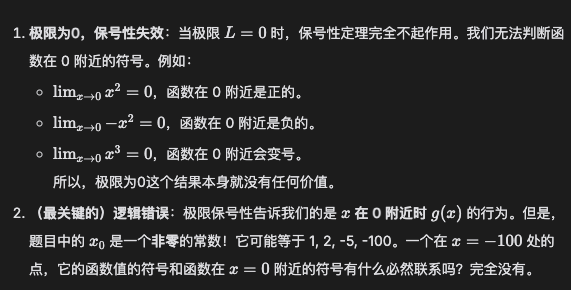 1. 极限为0，保号性失效：当极限 L = 0 时，保号性定理完全不起作用。我们无法判断函
数在 0 附近的符号。例如：
○ lim_{x→0} x² = 0，函数在 0 附近是正的。
○ lim_{x→0} −x² = 0，函数在 0 附近是负的。
○ lim_{x→0} x³ = 0，函数在 0 附近会变号。
所以，极限为0这个结果本身就没有任何价值。
2. （最关键的）逻辑错误：极限保号性告诉我们的是 x 在 0 附近时 g(x) 的行为。但是，
题目中的 x₀ 是一个非零的常数！它可能等于 1, 2, -5, -100。一个在 x = −100 处的
点，它的函数值的符号和函数在 x = 0 附近的符号有什么必然联系吗？完全没有。